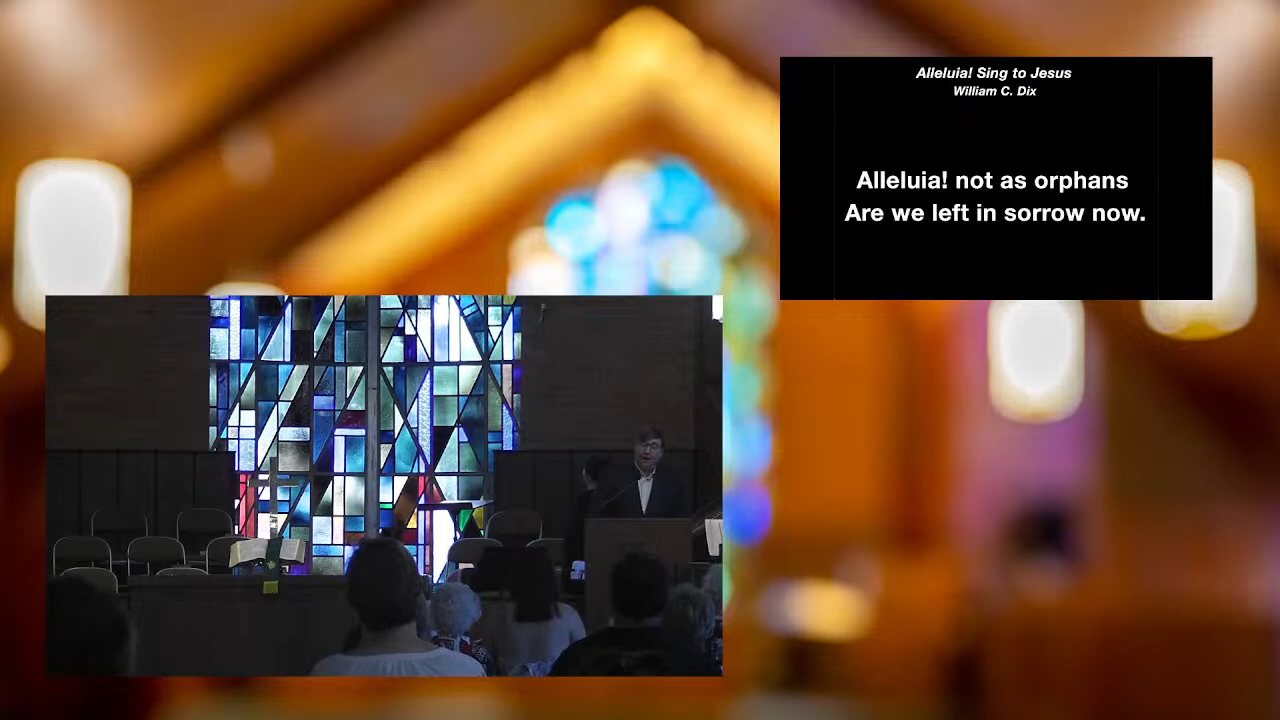 Alleluia! Sing to Jesus
William C. Dix
Alleluia! not as orphans
Are we left in sorrow now.